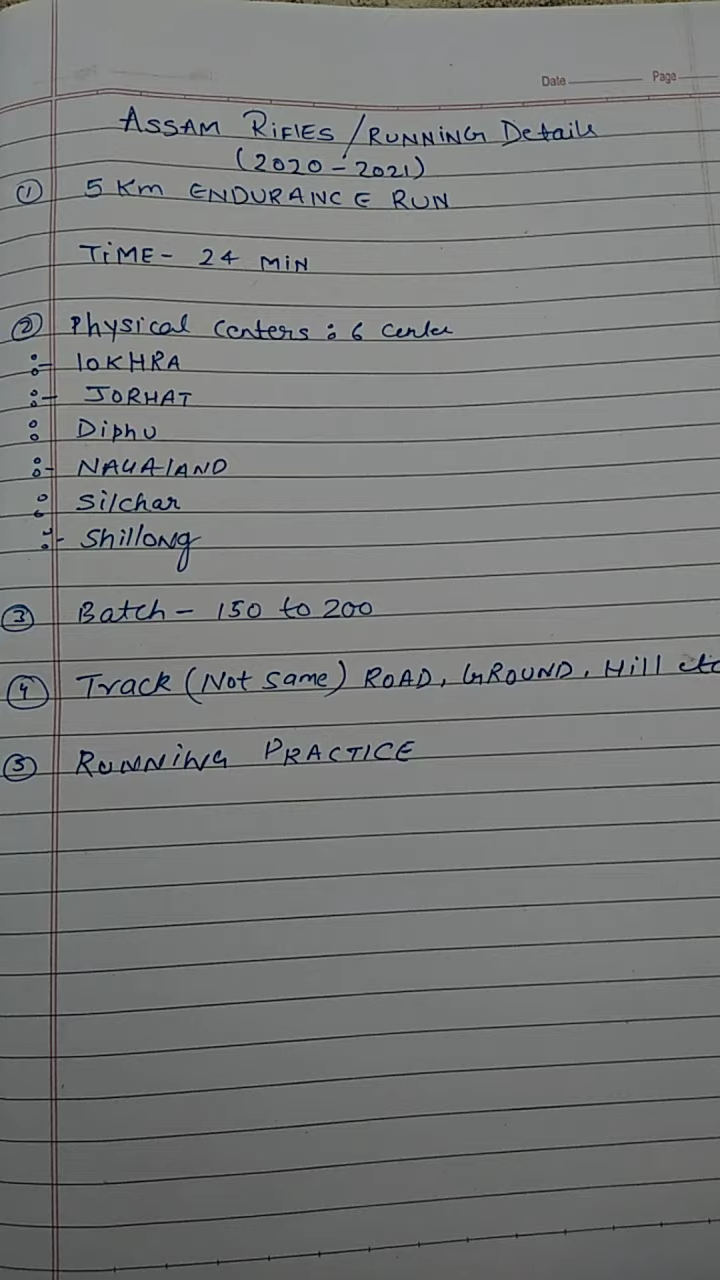 Date Page
ASSAM RiFlES / RUNNiNG Details
(2020-2021)
① 5 Km ENDURANCE RUN
TiME- 24 MiN
② Physical Centers : 6 Center
:- lOKHRA
:- JORHAT
: Diphu
:- NAGAlAND
: Silchar
:- Shillong
③ Batch - 150 to 200
④ Track (Not Same) ROAD, GROUND, Hill etc
⑤ RUNNiNG PRACTICE